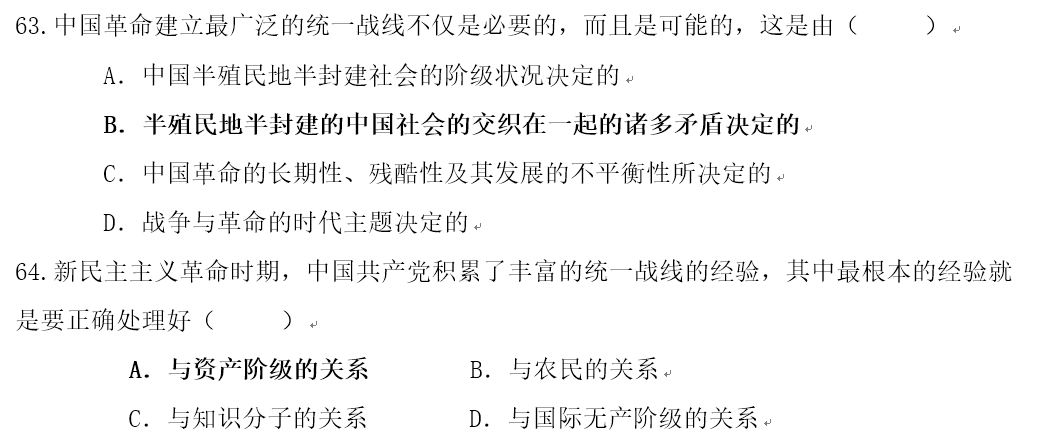 63.中国革命建立最广泛的统一战线不仅是必要的，而且是可能的，这是由（　　）
A. 中国半殖民地半封建社会的阶级状况决定的
B. 半殖民地半封建的中国社会的交织在一起的诸多矛盾决定的
C. 中国革命的长期性、残酷性及其发展的不平衡性所决定的
D. 战争与革命的时代主题决定的
64.新民主主义革命时期，中国共产党积累了丰富的统一战线的经验，其中最根本的经验就
是要正确处理好（　　）
A. 与资产阶级的关系　　B. 与农民的关系
C. 与知识分子的关系　　D. 与国际无产阶级的关系